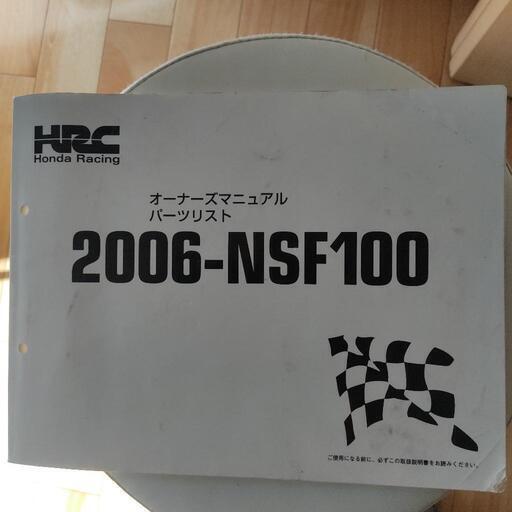 HRC
Honda Racing
オーナーズマニュアル
パーツリスト
2006-NSF100
ご使用になる前に、必ずこの取扱説明書をお読みください。